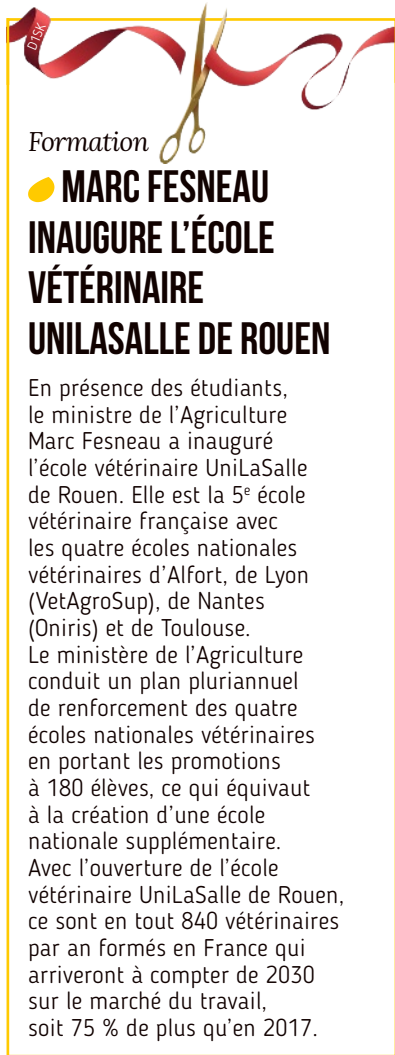 D1SK
Formation
MARC FESNEAU
INAUGURE L'ÉCOLE
VÉTÉRINAIRE
UNILASALLE DE ROUEN
En présence des étudiants,
le ministre de l'Agriculture
Marc Fesneau a inauguré
l'école vétérinaire UniLaSalle
de Rouen. Elle est la 5e école
vétérinaire française avec
les quatre écoles nationales
vétérinaires d'Alfort, de Lyon
(VetAgroSup), de Nantes
(Oniris) et de Toulouse.
Le ministère de l'Agriculture
conduit un plan pluriannuel
de renforcement des quatre
écoles nationales vétérinaires
en portant les promotions
à 180 élèves, ce qui équivaut
à la création d'une école
nationale supplémentaire.
Avec l'ouverture de l'école
vétérinaire UniLaSalle de Rouen,
ce sont en tout 840 vétérinaires
par an formés en France qui
arriveront à compter de 2030
sur le marché du travail,
soit 75 % de plus qu'en 2017.